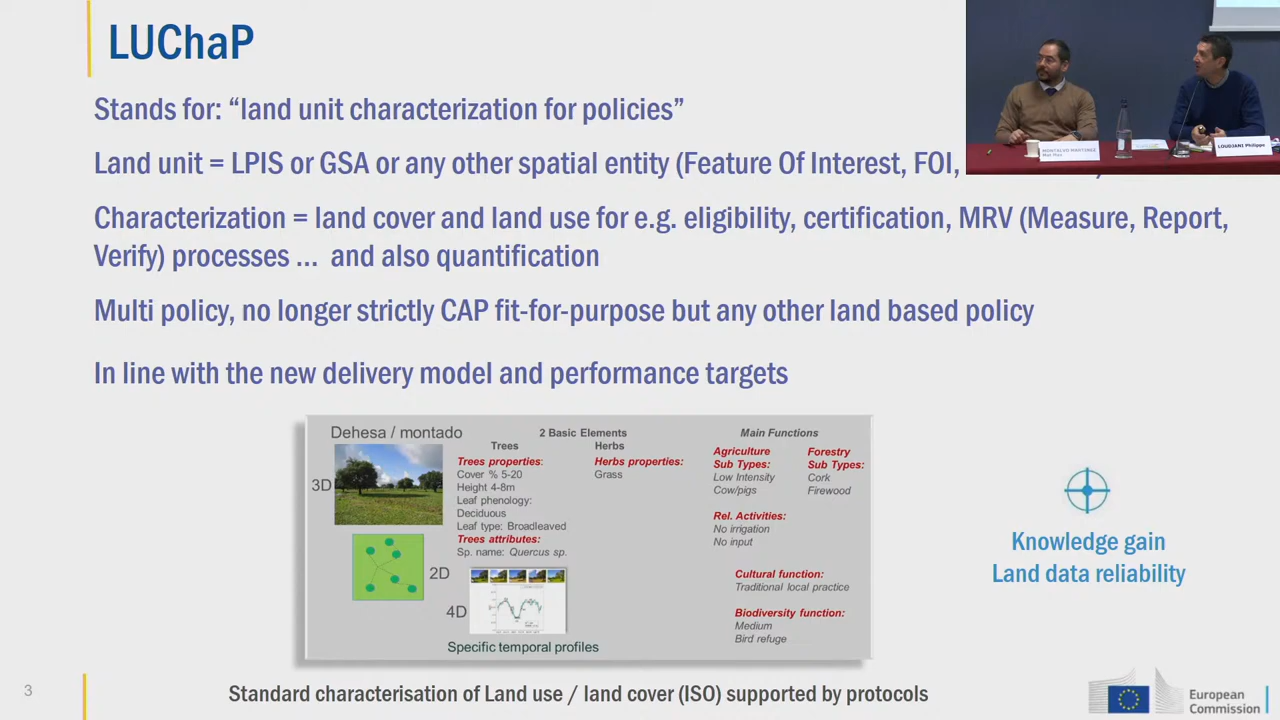 LUChaP
Stands for: “land unit characterization for policies”
Land unit = LPIS or GSA or any other spatial entity (Feature Of Interest, FOI,
Characterization = land cover and land use for e.g. eligibility, certification, MRV (Measure, Report,
Verify) processes … and also quantification
Multi policy, no longer strictly CAP fit-for-purpose but any other land based policy
In line with the new delivery model and performance targets
MONTALVO MARTINEZ
LOUDJANI Philippe
Dehesa / montado
3D
2D
4D
2 Basic Elements
Trees
Trees properties:
Cover % 5-20
Height 4-8m
Leaf phenology:
Deciduous
Leaf type: Broadleaved
Trees attributes:
Sp. name: Quercus sp.
Herbs
Herbs properties:
Grass
Specific temporal profiles
Main Functions
Agriculture
Sub Types:
Low Intensity
Cow/pigs
Forestry
Sub Types:
Cork
Firewood
Rel. Activities:
No irrigation
No input
Cultural function:
Traditional local practice
Biodiversity function:
Medium
Bird refuge
Knowledge gain
Land data reliability
3
Standard characterisation of Land use / land cover (ISO) supported by protocols
European
Commission